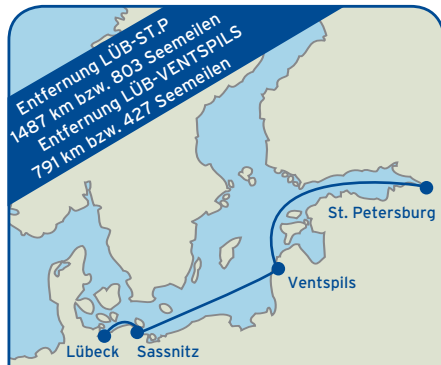 Entfernung LÜB-ST.P
1487 km bzw. 803 Seemeilen
Entfernung LÜB-VENTSPILS
791 km bzw. 427 Seemeilen
St. Petersburg
Ventspils
Lübeck
Sassnitz